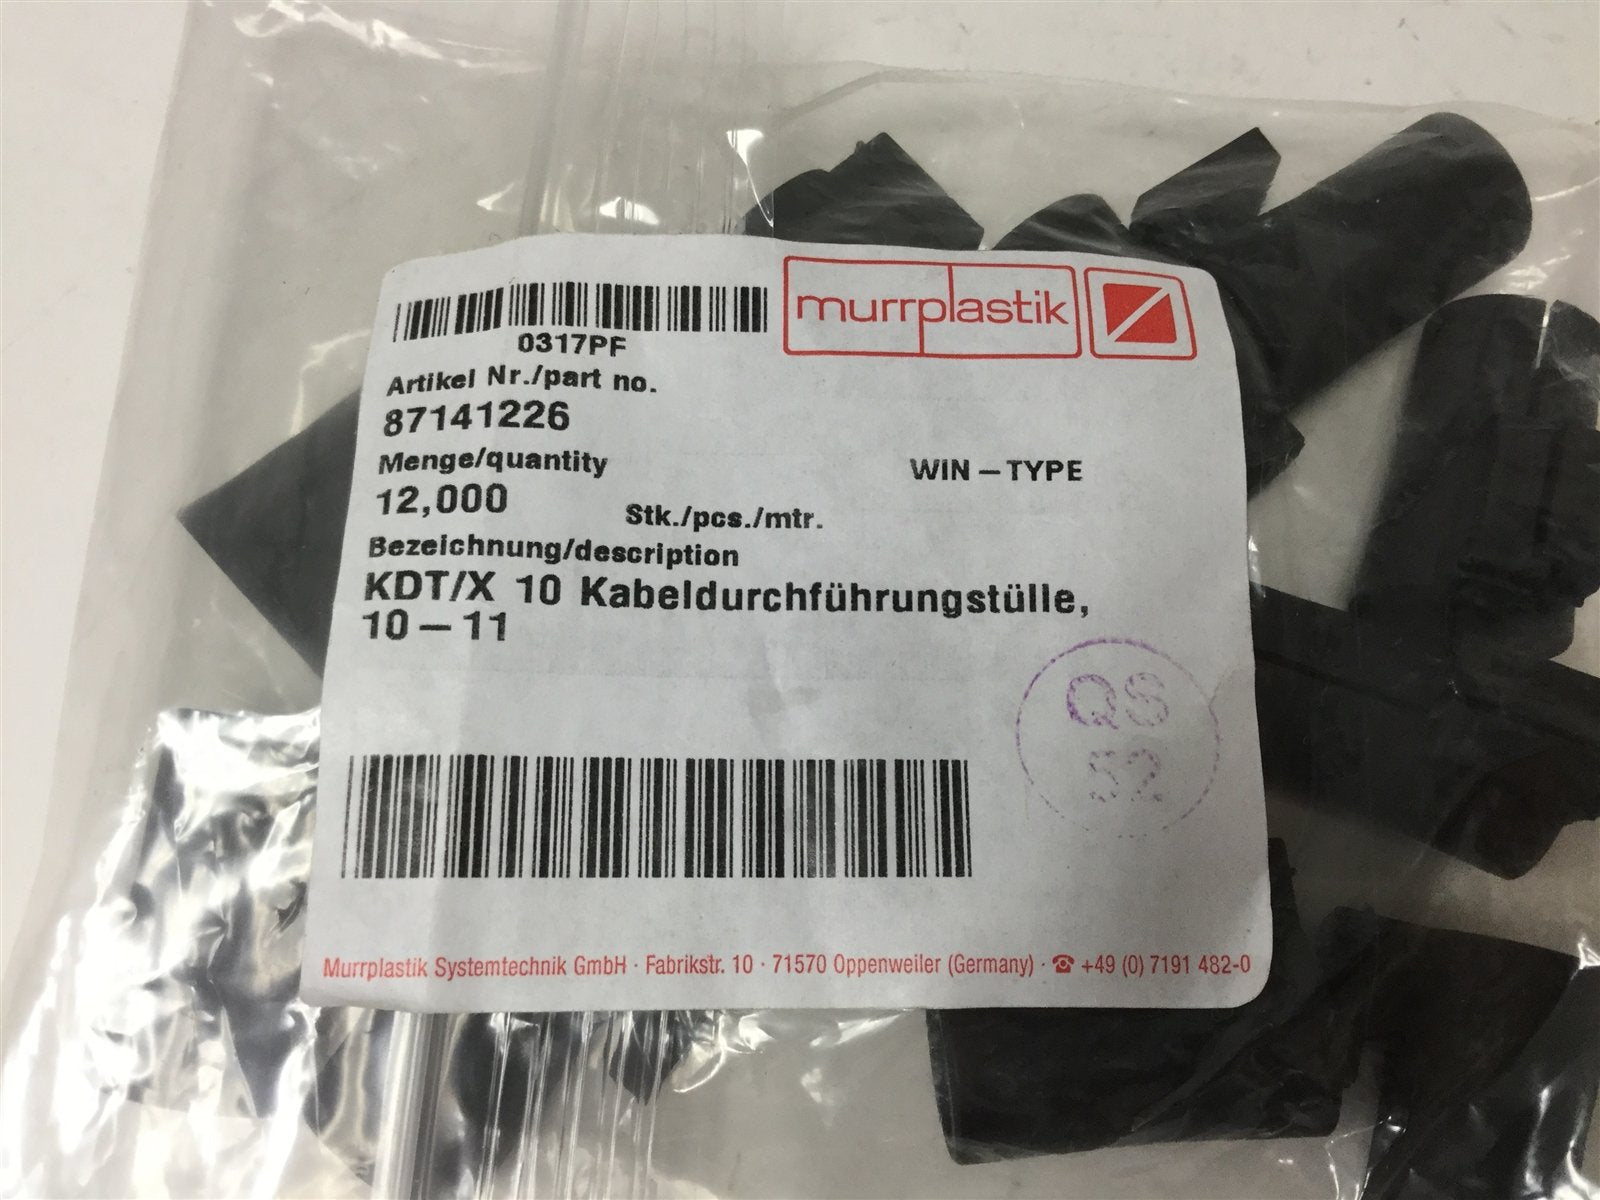 0317PF
murrplastik
Artikel Nr./part no.
87141226
Menge/quantity
WIN – TYPE
12,000
Stk./pcs./mtr.
Bezeichnung/description
KDT/X 10 Kabeldurchführungstülle,
10 – 11
QS
52
Murrplastik Systemtechnik GmbH · Fabrikstr. 10 · 71570 Oppenweiler (Germany) · ☎ +49 (0) 7191 482-0